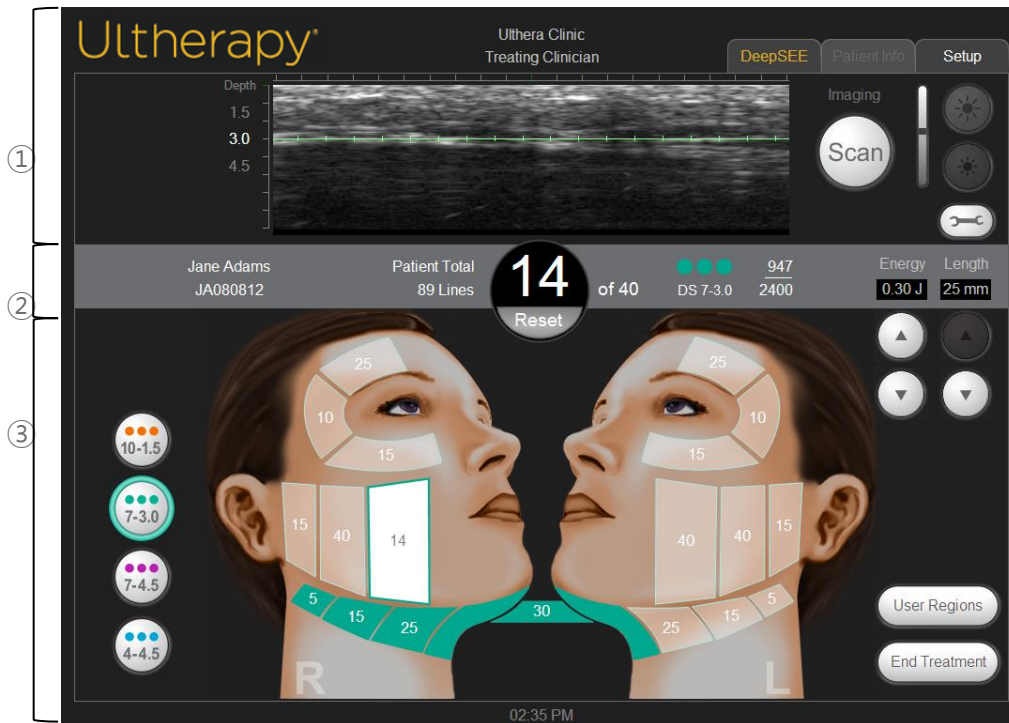 ①
②
③
Ultherapy
Ulthera Clinic
Treating Clinician
DeepSEE
Patient Info
Setup
Depth
1.5
3.0
4.5
Imaging
Scan
Jane Adams
JA080812
Patient Total
89 Lines
14
Reset
of 40
DS 7-3.0
947
2400
Energy
0.30 J
Length
25 mm
10-1.5
7-3.0
7-4.5
4-4.5
25
10
15
15
40
14
5
15
25
R
30
25
10
15
40
40
15
25
15
5
L
User Regions
End Treatment
02:35 PM